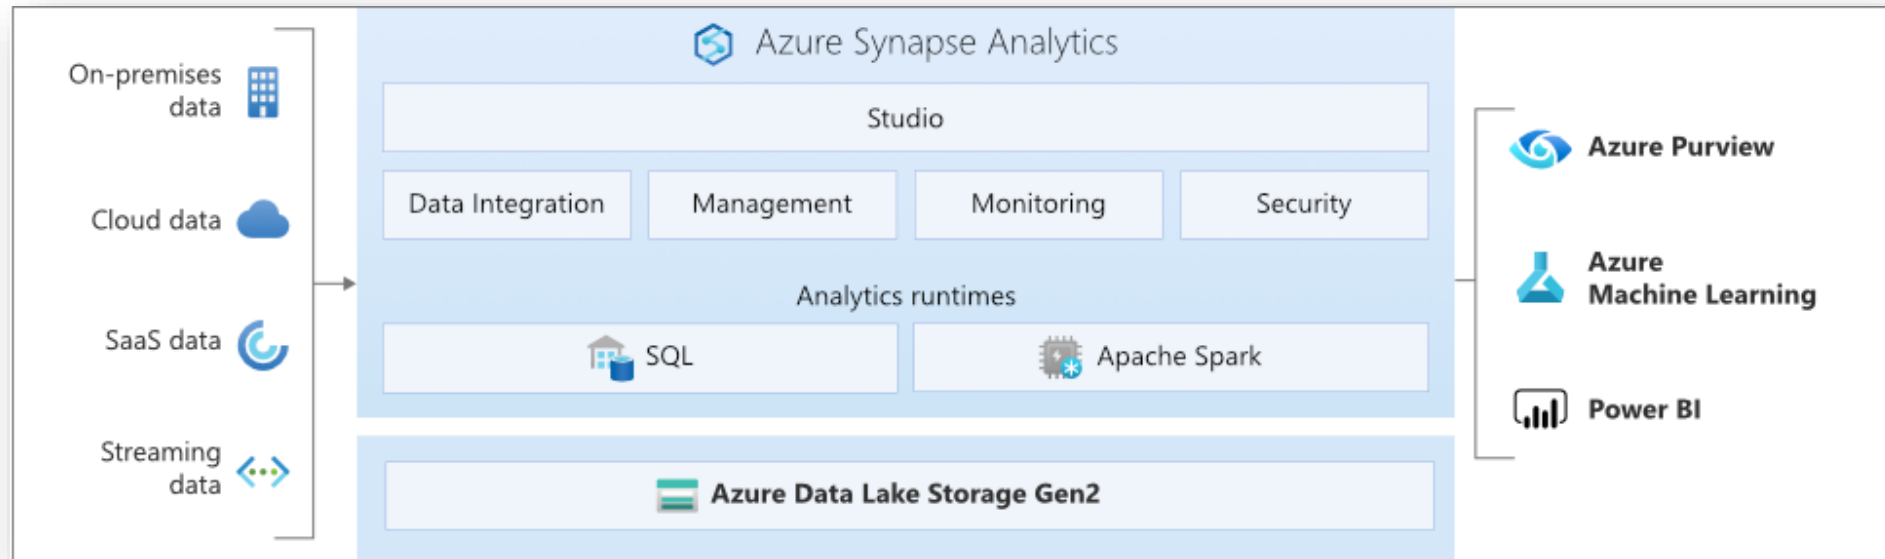 On-premises
data
Cloud data
SaaS data
Streaming
data
Azure Synapse Analytics
Studio
Data Integration
Management
Monitoring
Security
Analytics runtimes
SQL
Apache Spark
Azure Data Lake Storage Gen2
Azure Purview
Azure
Machine Learning
Power BI